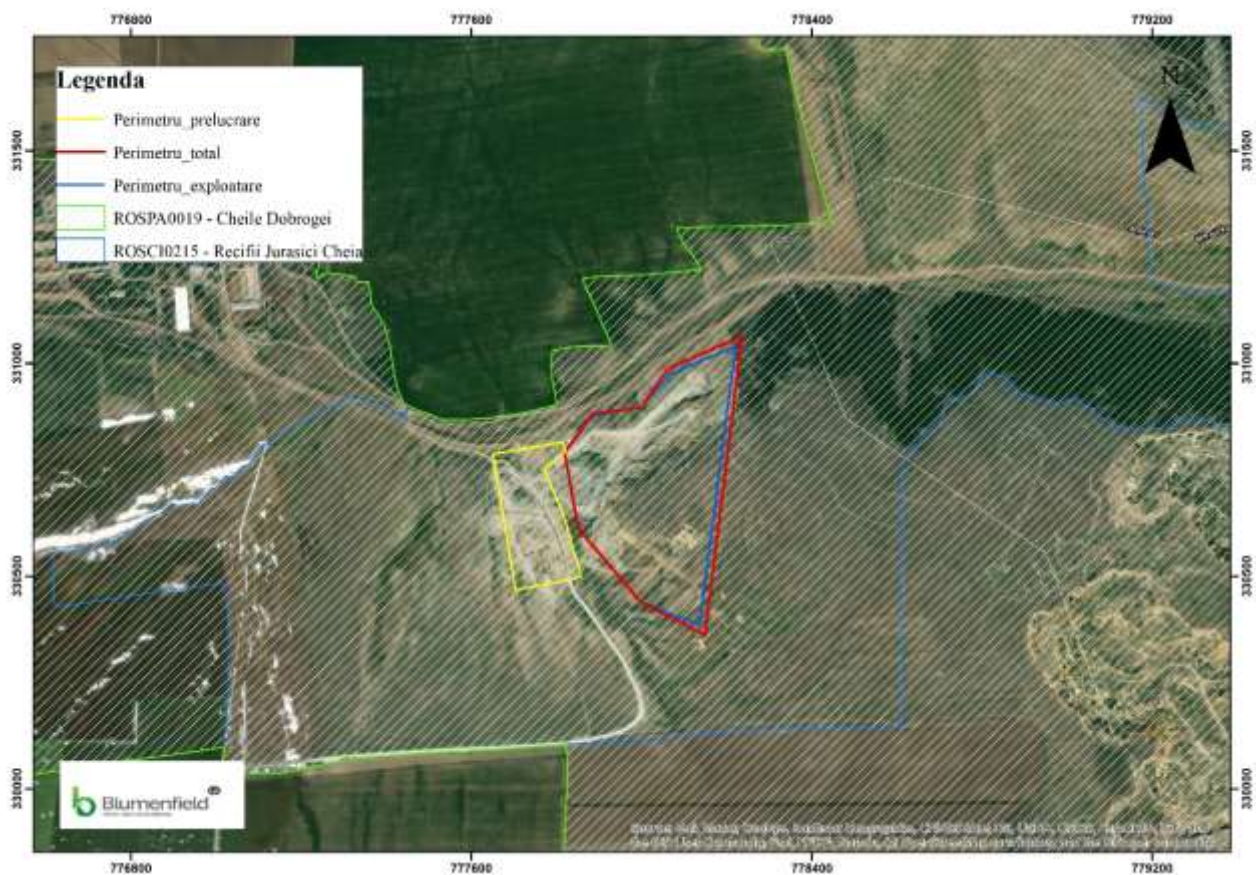 776800 777600 778400 779200
Legenda
Perimetru_prelucrare
Perimetru_total
Perimetru_exploatare
ROSPA0019 - Cheile Dobrogei
ROSCI0215 - Recifii Jurasici Cheia
N
331500 331500
331000 331000
330500 330500
330000 330000
b Blumenfield®
776800 777600 778400 779200